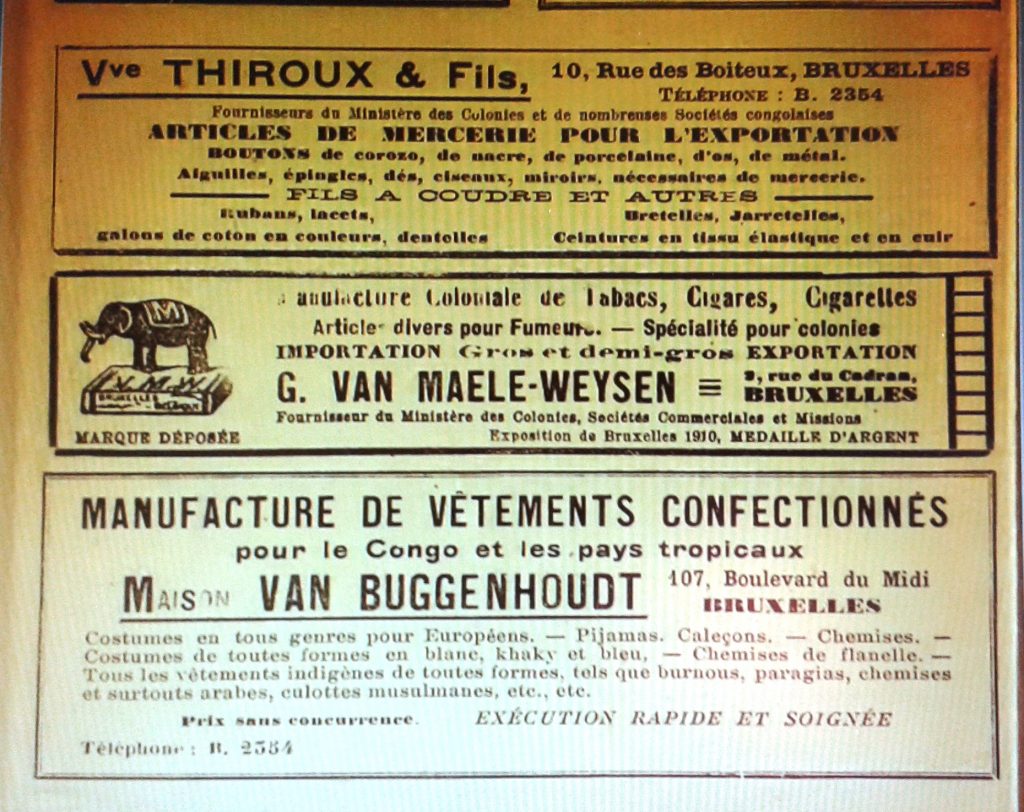 Vve THIROUX & Fils, 10, Rue des Boiteux, BRUXELLES
TÉLÉPHONE : B. 2354
Fournisseurs du Ministère des Colonies et de nombreuses Sociétés congolaises
ARTICLES DE MERCERIE POUR L'EXPORTATION
BOUTONS de corozo, de nacre, de porcelaine, d'os, de métal.
Aiguilles, épingles, dés, ciseaux, miroirs, nécessaires de mercerie.
FILS A COUDRE ET AUTRES
Rubans, lacets, Bretelles, Jarretelles,
galons de coton en couleurs, dentelles Ceintures en tissu élastique et en cuir
Manufacture Coloniale de Tabacs, Cigares, Cigarettes
Articles divers pour Fumeurs. — Spécialité pour colonies
IMPORTATION Gros et demi-gros EXPORTATION
G. VAN MAELE-WEYSEN rue du Cadran,
BRUXELLES
Fournisseur du Ministère des Colonies, Sociétés Commerciales et Missions
Exposition de Bruxelles 1910, MEDAILLE D'ARGENT
M
V.M.W.
BRUXELLES
MARQUE DÉPOSÉE
MANUFACTURE DE VÊTEMENTS CONFECTIONNÉS
pour le Congo et les pays tropicaux
MAISON VAN BUGGENHOUDT 107, Boulevard du Midi
BRUXELLES
Costumes en tous genres pour Européens. — Pijamas. Caleçons. — Chemises. —
Costumes de toutes formes en blanc, khaky et bleu, — Chemises de flanelle. —
Tous les vêtements indigènes de toutes formes, tels que burnous, paragias, chemises
et surtouts arabes, culottes musulmanes, etc., etc.
Prix sans concurrence. EXÉCUTION RAPIDE ET SOIGNÉE
Téléphone : B. 2354